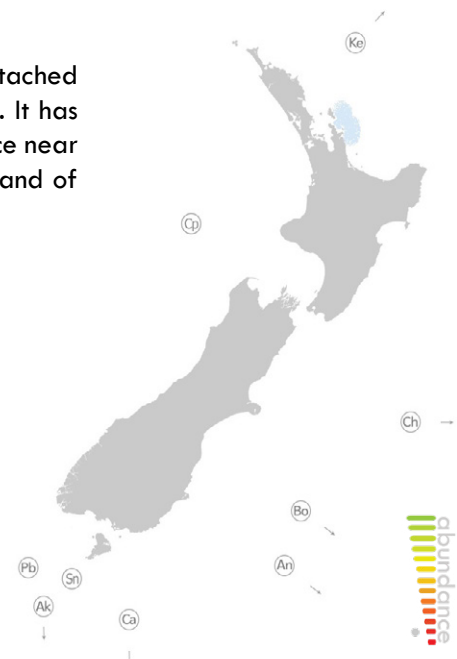 Ke
tached
. It has
ce near
and of
Cp
Ch
Bo
An
Pb
Sn
Ak
Ca
abundance